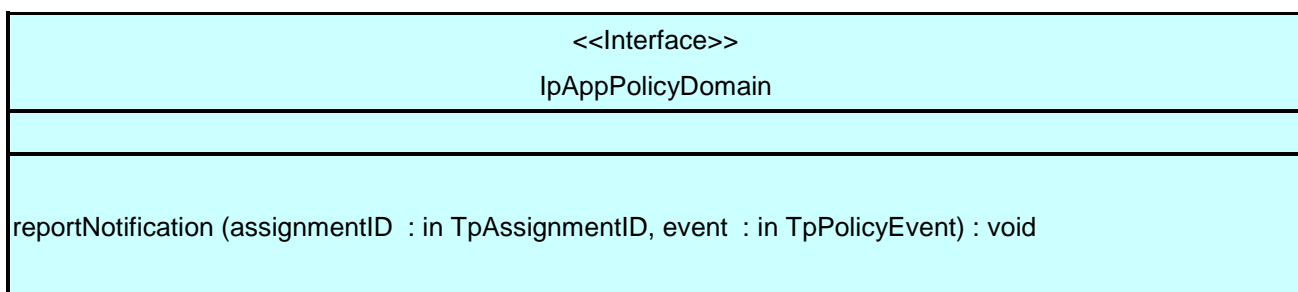 <<Interface>>
IpAppPolicyDomain
reportNotification (assignmentID  : in TpAssignmentID, event  : in TpPolicyEvent) : void